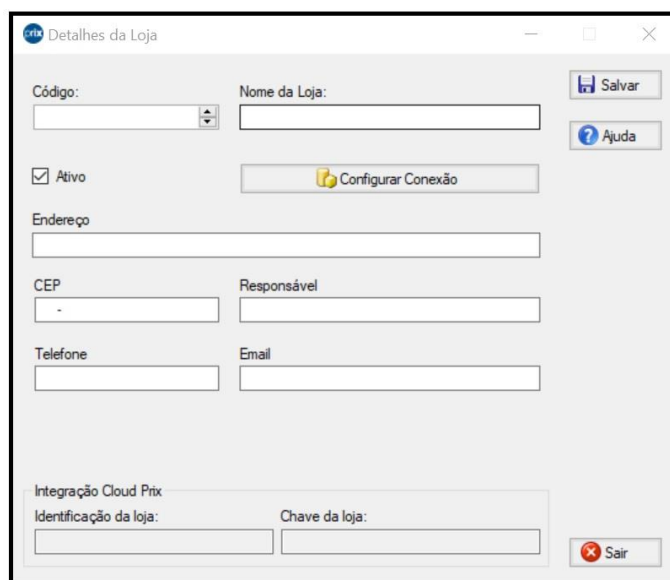 prix Detalhes da Loja
Código:
Nome da Loja:
Salvar
Ajuda
Ativo
Configurar Conexão
Endereço
CEP
Responsável
-
Telefone
Email
Integração Cloud Prix
Identificação da loja:
Chave da loja:
Sair